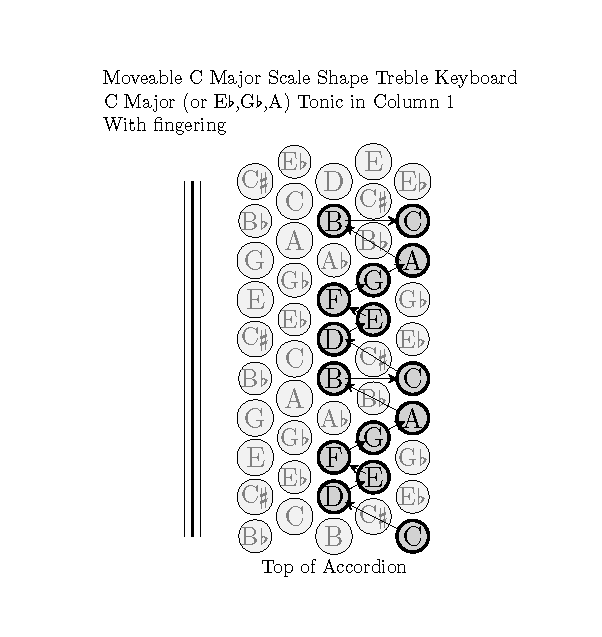 Moveable C Major Scale Shape Treble Keyboard
C Major (or E♭,G♭,A) Tonic in Column 1
With fingering
E♭ E
C♯ D E♭
C C♯
B♭ B C
A B♭
G A♭ A
G♭ G
E F G♭
E♭ E
C♯ D E♭
C C♯
B♭ B C
A B♭
G A♭ A
G♭ G
E F G♭
E♭ E
C♯ D E♭
C C♯
B♭ B C
Top of Accordion